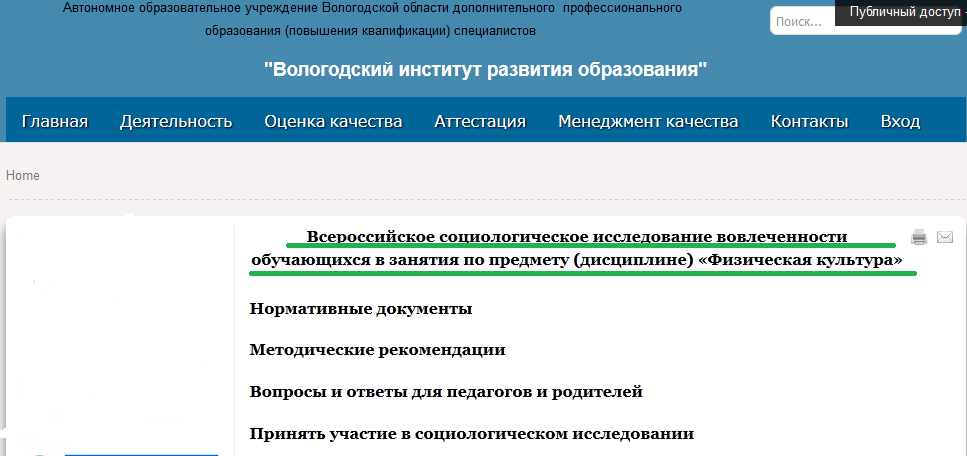 Автономное образовательное учреждение Вологодской области дополнительного профессионального
образования (повышения квалификации) специалистов
Поиск...
Публичный доступ -
"Вологодский институт развития образования"
Главная Деятельность Оценка качества Аттестация Менеджмент качества Контакты Вход
Home
Всероссийское социологическое исследование вовлеченности
обучающихся в занятия по предмету (дисциплине) «Физическая культура»
Нормативные документы
Методические рекомендации
Вопросы и ответы для педагогов и родителей
Принять участие в социологическом исследовании